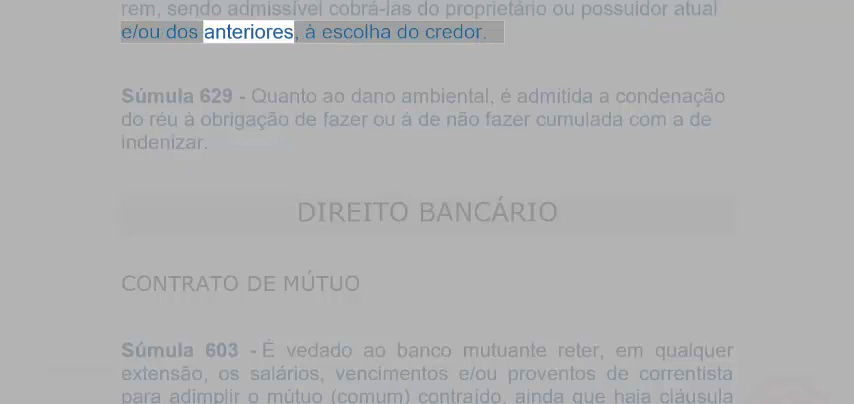 rem, sendo admissível cobrá-las do proprietário ou possuidor atual
e/ou dos anteriores, à escolha do credor.
Súmula 629 - Quanto ao dano ambiental, é admitida a condenação
do réu à obrigação de fazer ou à de não fazer cumulada com a de
indenizar.
DIREITO BANCÁRIO
CONTRATO DE MÚTUO
Súmula 603 - É vedado ao banco mutuante reter, em qualquer
extensão, os salários, vencimentos e/ou proventos de correntista
para adimplir o mútuo (comum) contraído, ainda que haja cláusula